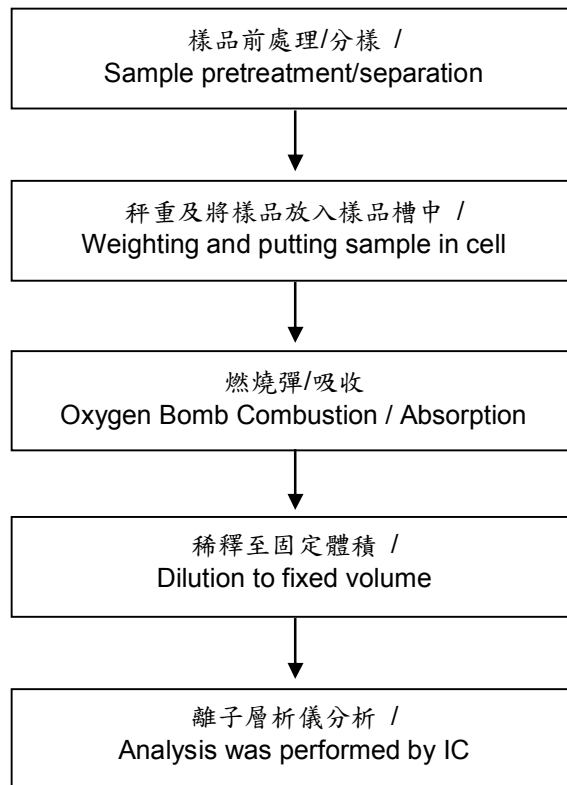 樣品前處理/分樣 /
Sample pretreatment/separation
秤重及將樣品放入樣品槽中 /
Weighting and putting sample in cell
燃燒彈/吸收
Oxygen Bomb Combustion / Absorption
稀釋至固定體積 /
Dilution to fixed volume
離子層析儀分析 /
Analysis was performed by IC